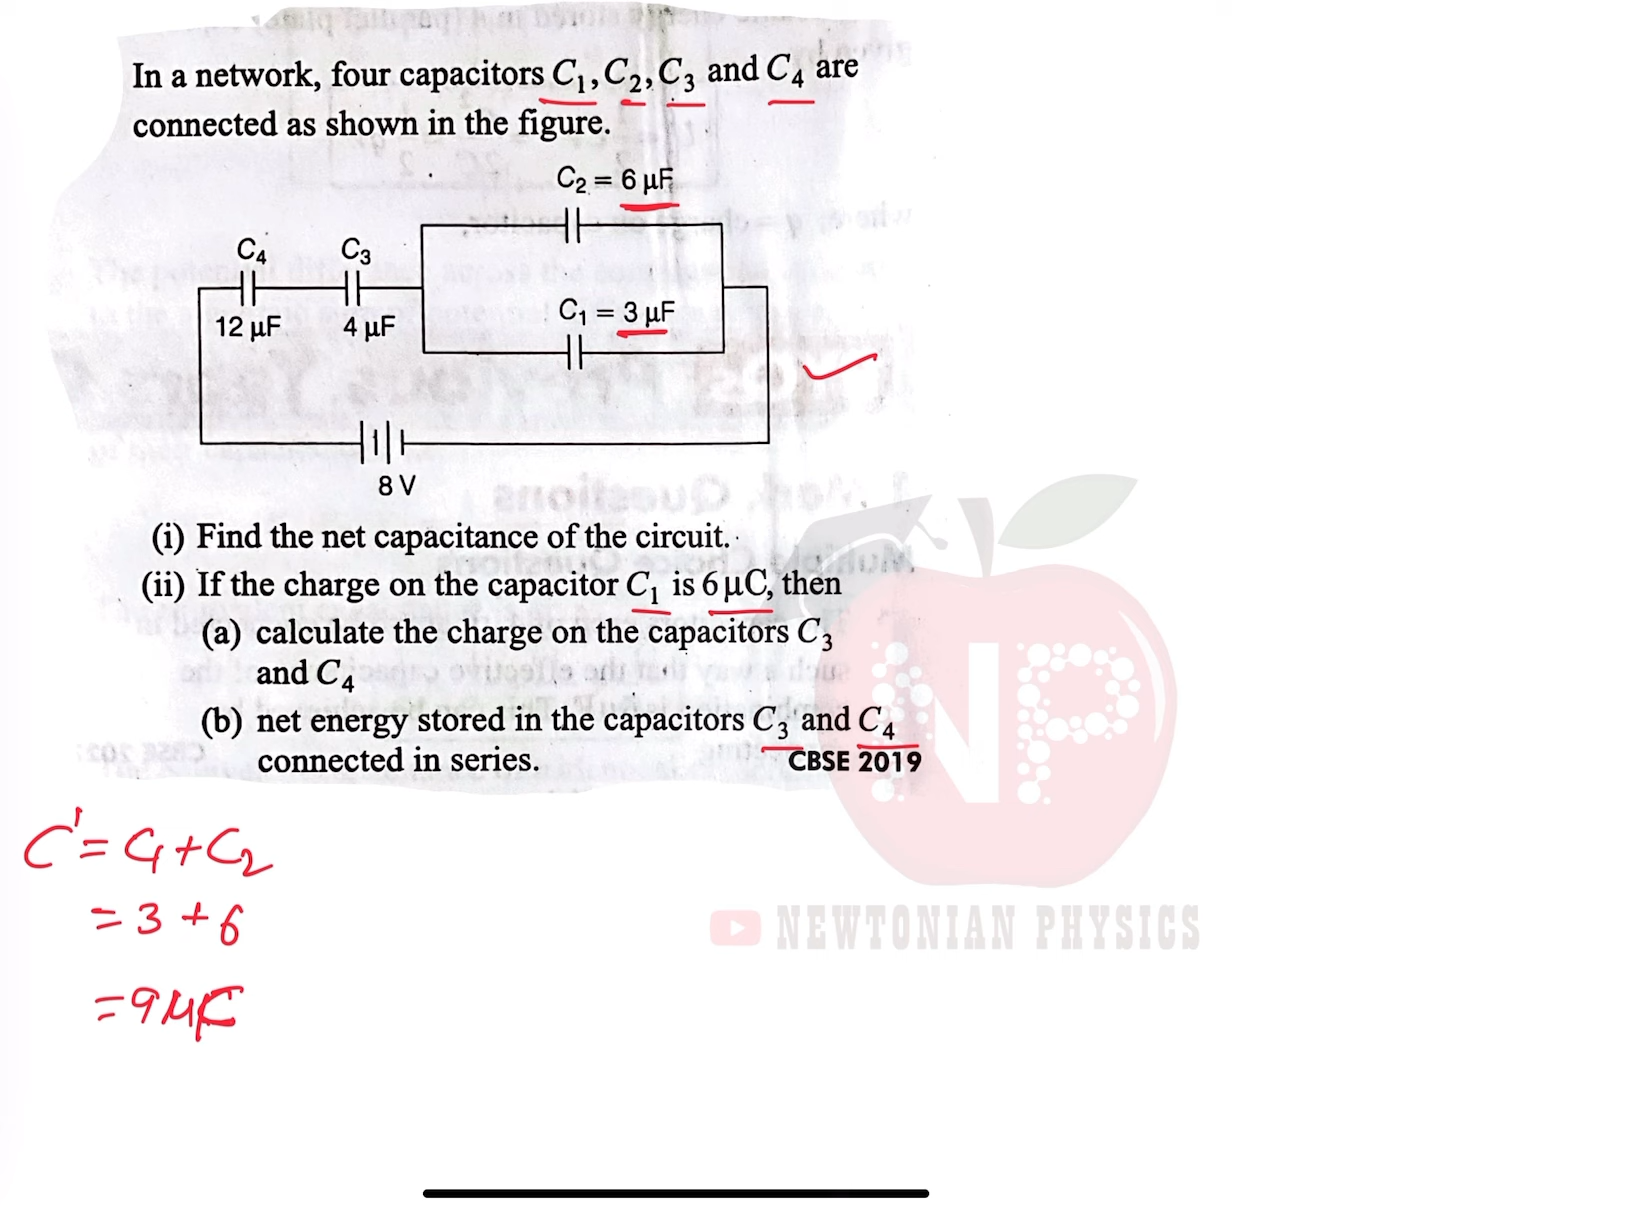 In a network, four capacitors C₁, C₂, C₃ and C₄ are
connected as shown in the figure.
C₂ = 6 μF
C₄
C₃
12 μF
4 μF
C₁ = 3 μF
8 V
(i) Find the net capacitance of the circuit.
(ii) If the charge on the capacitor C₁ is 6 μC, then
(a) calculate the charge on the capacitors C₃
and C₄
(b) net energy stored in the capacitors C₃ and C₄
connected in series.
CBSE 2019
C' = C₁ + C₂
= 3 + 6
= 9 μF
NP
NEWTONIAN PHYSICS